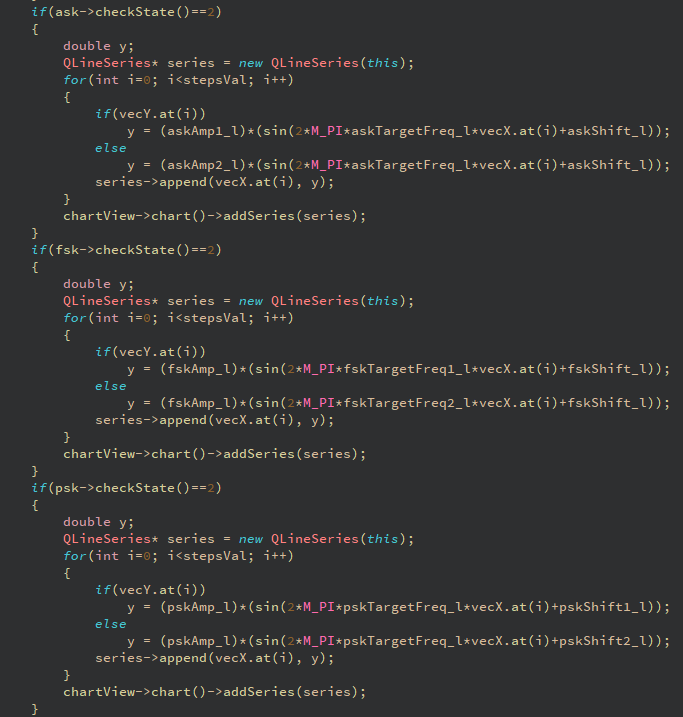 if(ask->checkState()==2)
{
    double y;
    QLineSeries* series = new QLineSeries(this);
    for(int i=0; i<stepsVal; i++)
    {
        if(vecY.at(i))
            y = (askAmp1_l)*(sin(2*M_PI*askTargetFreq_l*vecX.at(i)+askShift_l));
        else
            y = (askAmp2_l)*(sin(2*M_PI*askTargetFreq_l*vecX.at(i)+askShift_l));
        series->append(vecX.at(i), y);
    }
    chartView->chart()->addSeries(series);
}
if(fsk->checkState()==2)
{
    double y;
    QLineSeries* series = new QLineSeries(this);
    for(int i=0; i<stepsVal; i++)
    {
        if(vecY.at(i))
            y = (fskAmp_l)*(sin(2*M_PI*fskTargetFreq1_l*vecX.at(i)+fskShift_l));
        else
            y = (fskAmp_l)*(sin(2*M_PI*fskTargetFreq2_l*vecX.at(i)+fskShift_l));
        series->append(vecX.at(i), y);
    }
    chartView->chart()->addSeries(series);
}
if(psk->checkState()==2)
{
    double y;
    QLineSeries* series = new QLineSeries(this);
    for(int i=0; i<stepsVal; i++)
    {
        if(vecY.at(i))
            y = (pskAmp_l)*(sin(2*M_PI*pskTargetFreq_l*vecX.at(i)+pskShift1_l));
        else
            y = (pskAmp_l)*(sin(2*M_PI*pskTargetFreq_l*vecX.at(i)+pskShift2_l));
        series->append(vecX.at(i), y);
    }
    chartView->chart()->addSeries(series);
}